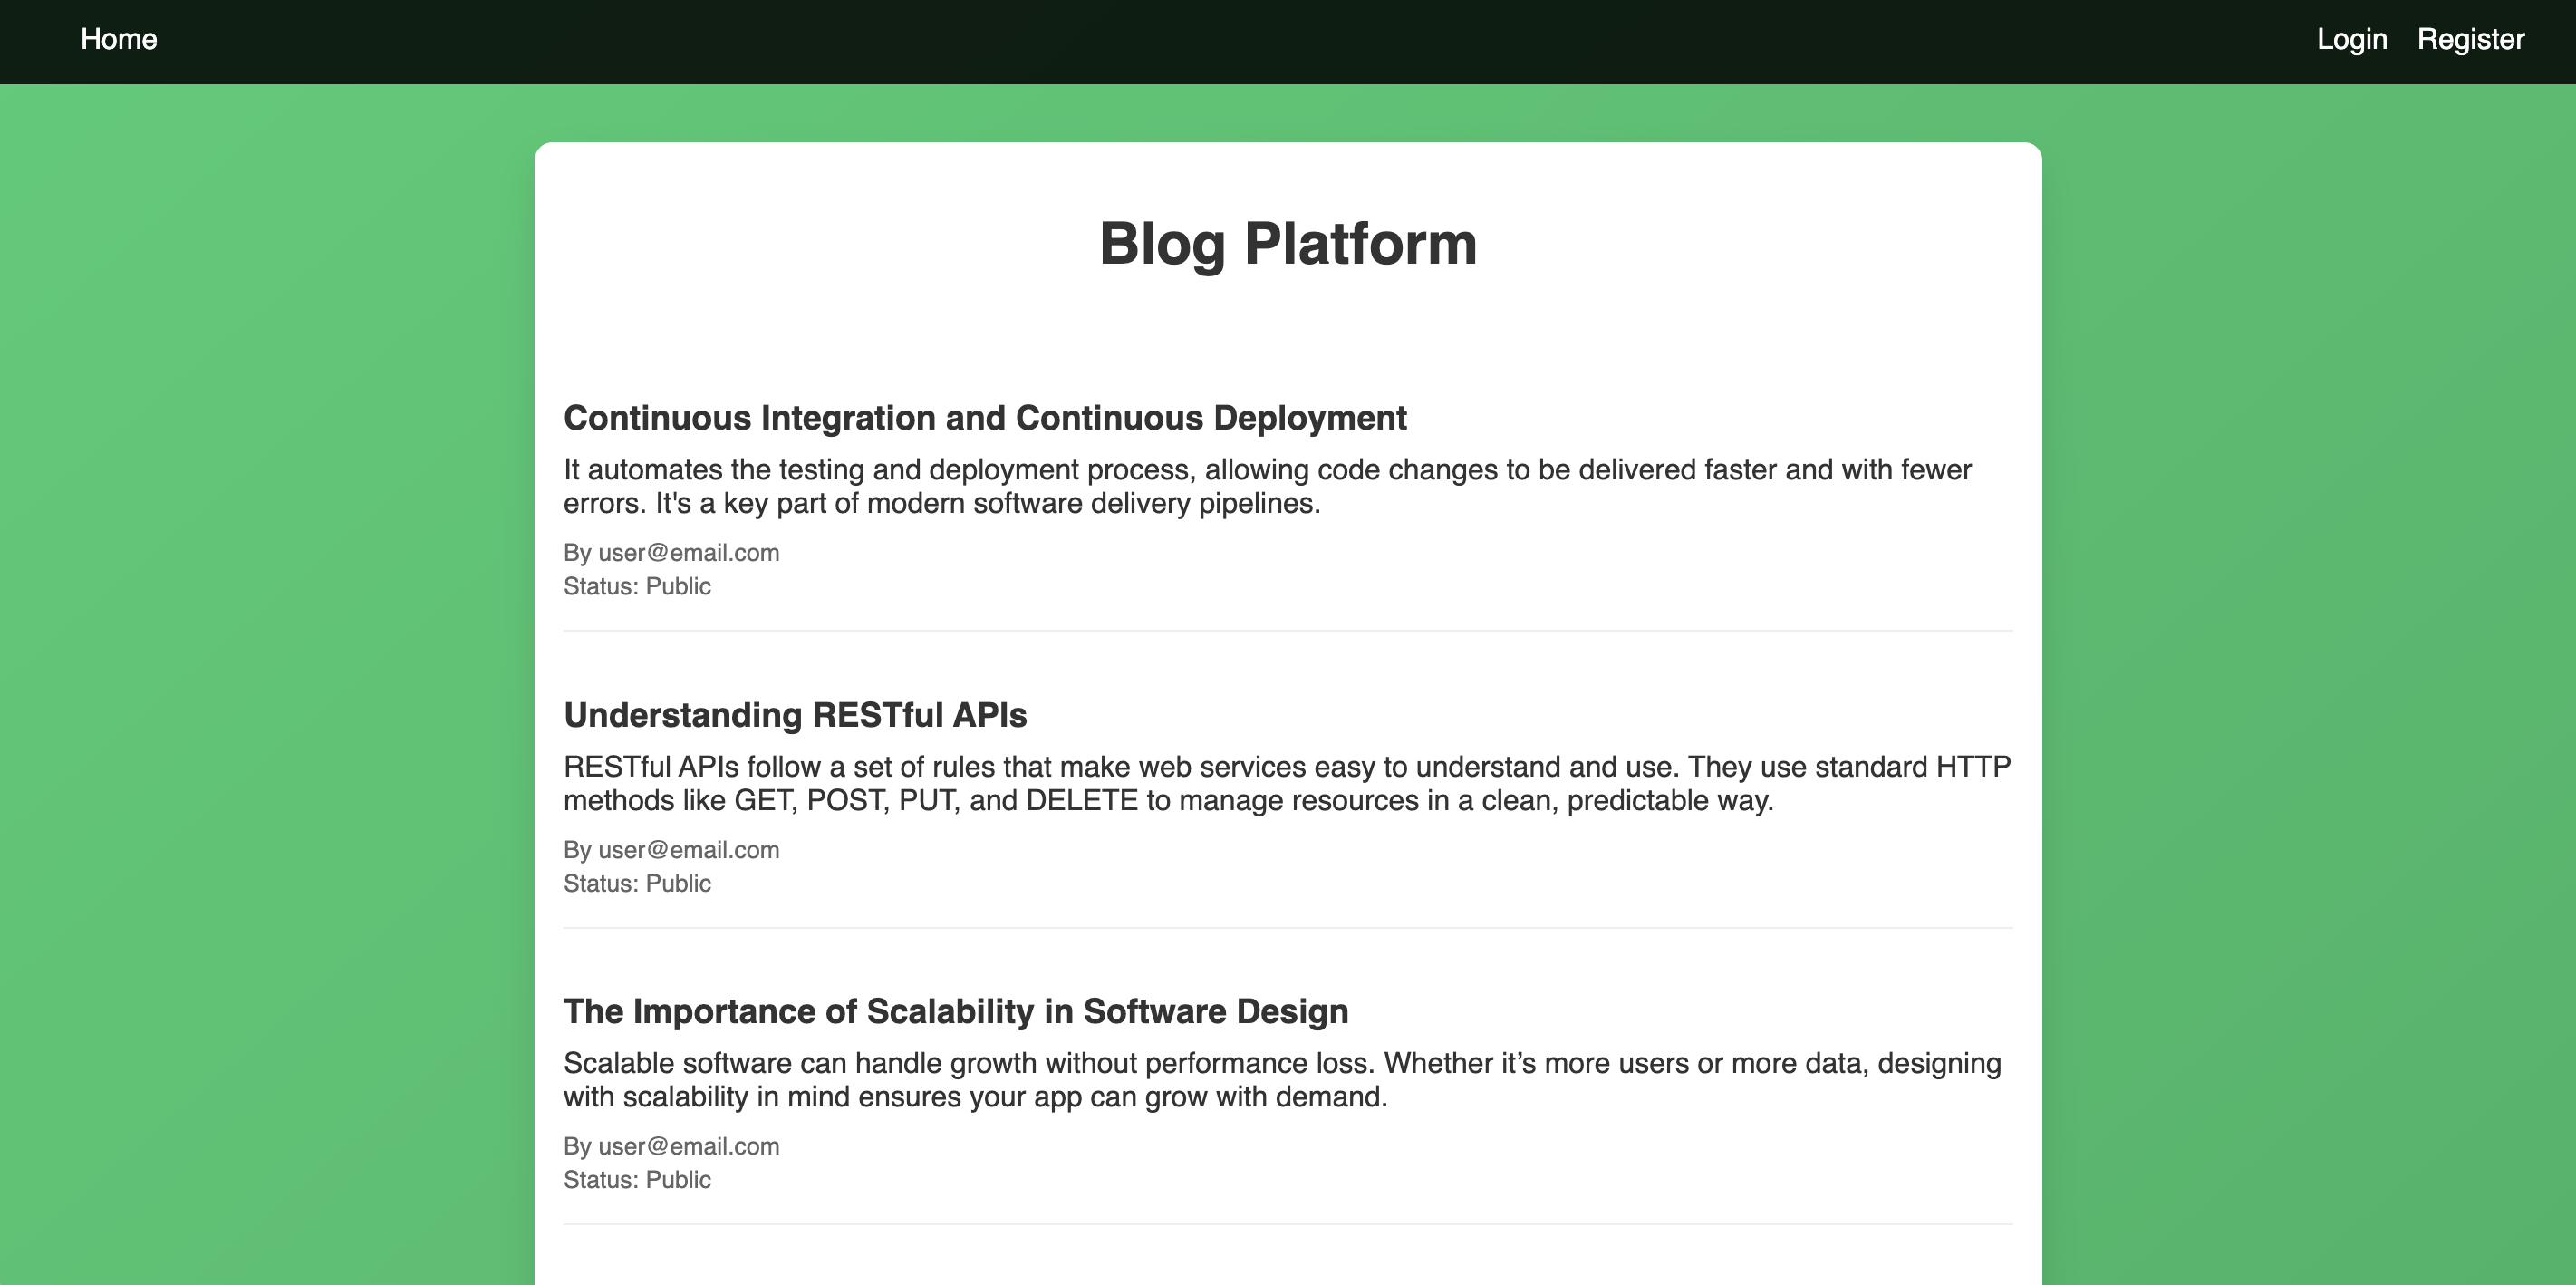 Home
Login Register
Blog Platform
Continuous Integration and Continuous Deployment
It automates the testing and deployment process, allowing code changes to be delivered faster and with fewer
errors. It's a key part of modern software delivery pipelines.
By user@email.com
Status: Public
Understanding RESTful APIs
RESTful APIs follow a set of rules that make web services easy to understand and use. They use standard HTTP
methods like GET, POST, PUT, and DELETE to manage resources in a clean, predictable way.
By user@email.com
Status: Public
The Importance of Scalability in Software Design
Scalable software can handle growth without performance loss. Whether it’s more users or more data, designing
with scalability in mind ensures your app can grow with demand.
By user@email.com
Status: Public